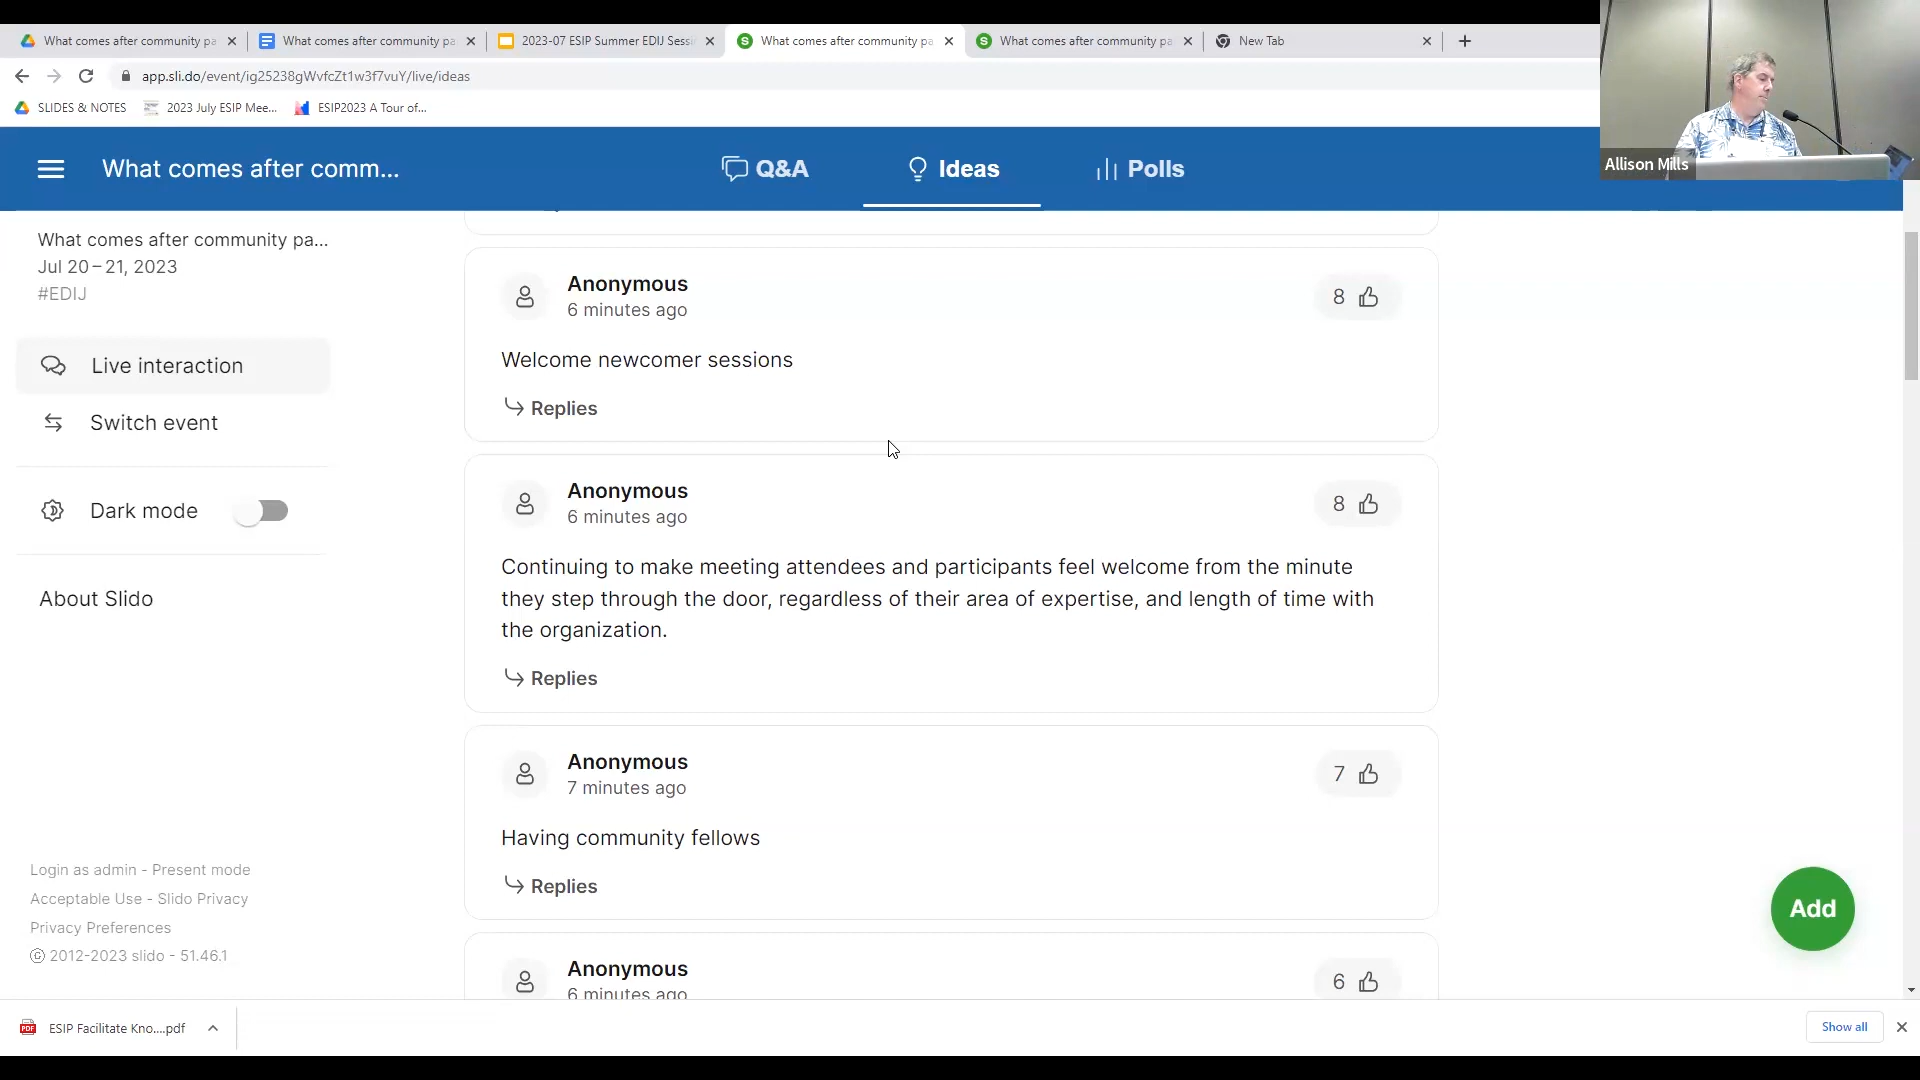 What comes after community pa
What comes after community pa
2023-07 ESIP Summer EDIJ Sessi
What comes after community pa
What comes after community pa
New Tab
app.sli.do/event/ig25238gWvfcZt1w3f7vuY/live/ideas
SLIDES & NOTES
2023 July ESIP Mee...
ESIP2023 A Tour of...
Allison Mills
What comes after comm...
Q&A
Ideas
Polls
What comes after community pa...
Jul 20 – 21, 2023
#EDIJ
Live interaction
Switch event
Dark mode
About Slido
Login as admin - Present mode
Acceptable Use - Slido Privacy
Privacy Preferences
© 2012-2023 slido - 51.46.1
Anonymous
6 minutes ago
8
Welcome newcomer sessions
Replies
Anonymous
6 minutes ago
8
Continuing to make meeting attendees and participants feel welcome from the minute
they step through the door, regardless of their area of expertise, and length of time with
the organization.
Replies
Anonymous
7 minutes ago
7
Having community fellows
Replies
Anonymous
6 minutes ago
6
Add
PDF
ESIP Facilitate Kno....pdf
Show all